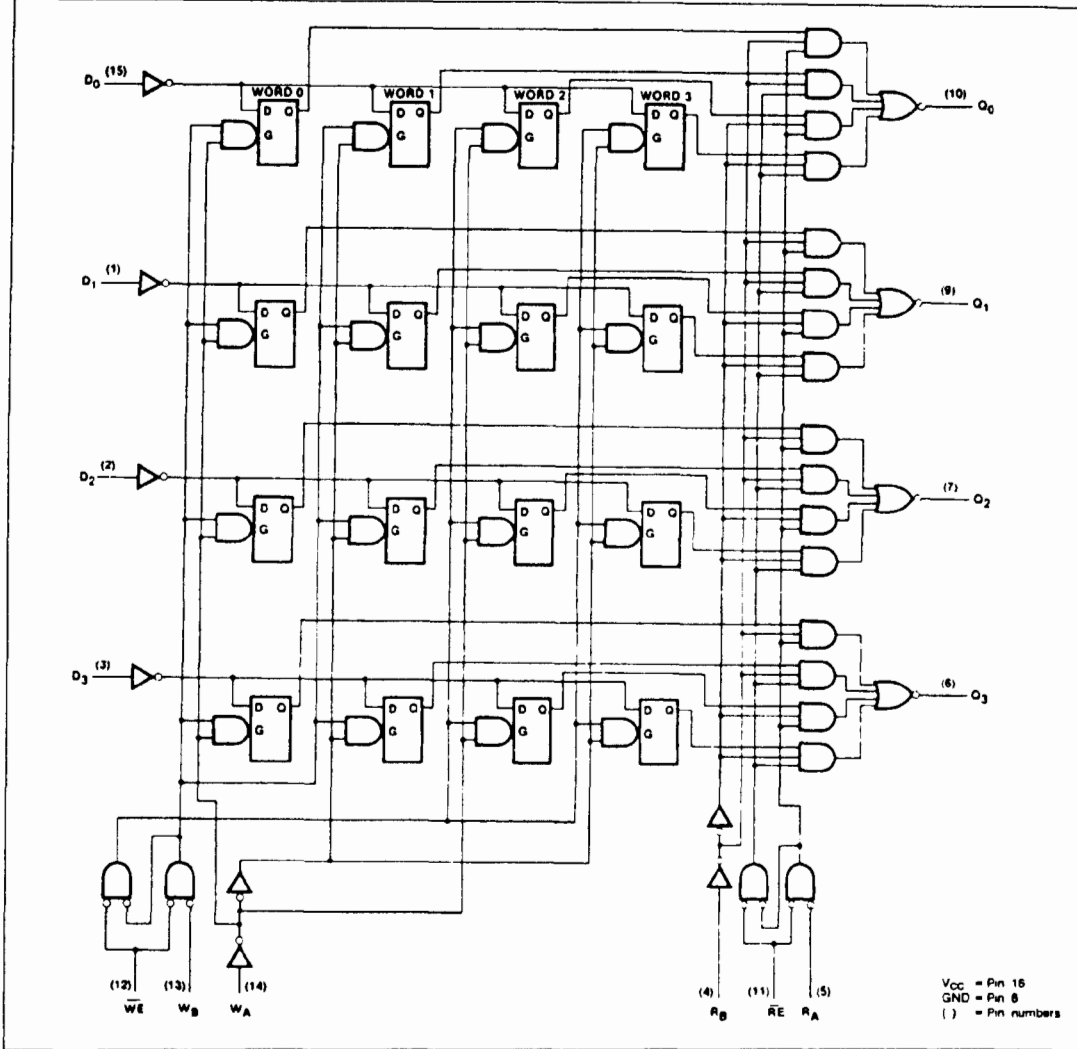 D0 (15)
WORD 0 WORD 1 WORD 2 WORD 3
(10) Q0
D Q D Q D Q D Q
G G G G
D1 (1)
(9) Q1
D Q D Q D Q D Q
G G G G
D2 (2)
(7) Q2
D Q D Q D Q D Q
G G G G
D3 (3)
(6) Q3
D Q D Q D Q D Q
G G G G
(12) (13) (14) (4) (11) (5)
W̅E̅ WB WA RB R̅E̅ RA
VCC = Pin 16
GND = Pin 8
( ) = Pin numbers